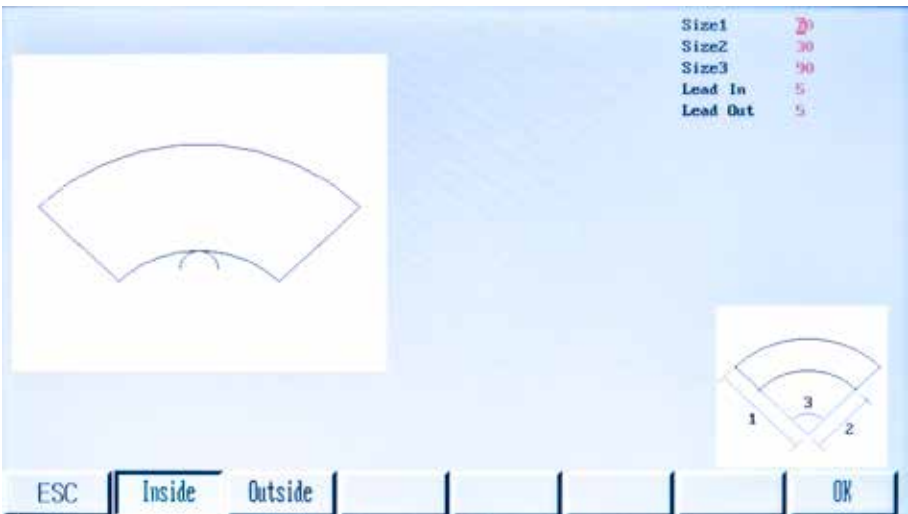 Size1
Size2 30
Size3 90
Lead In 5
Lead Out 5
3
1
2
ESC Inside Outside OK